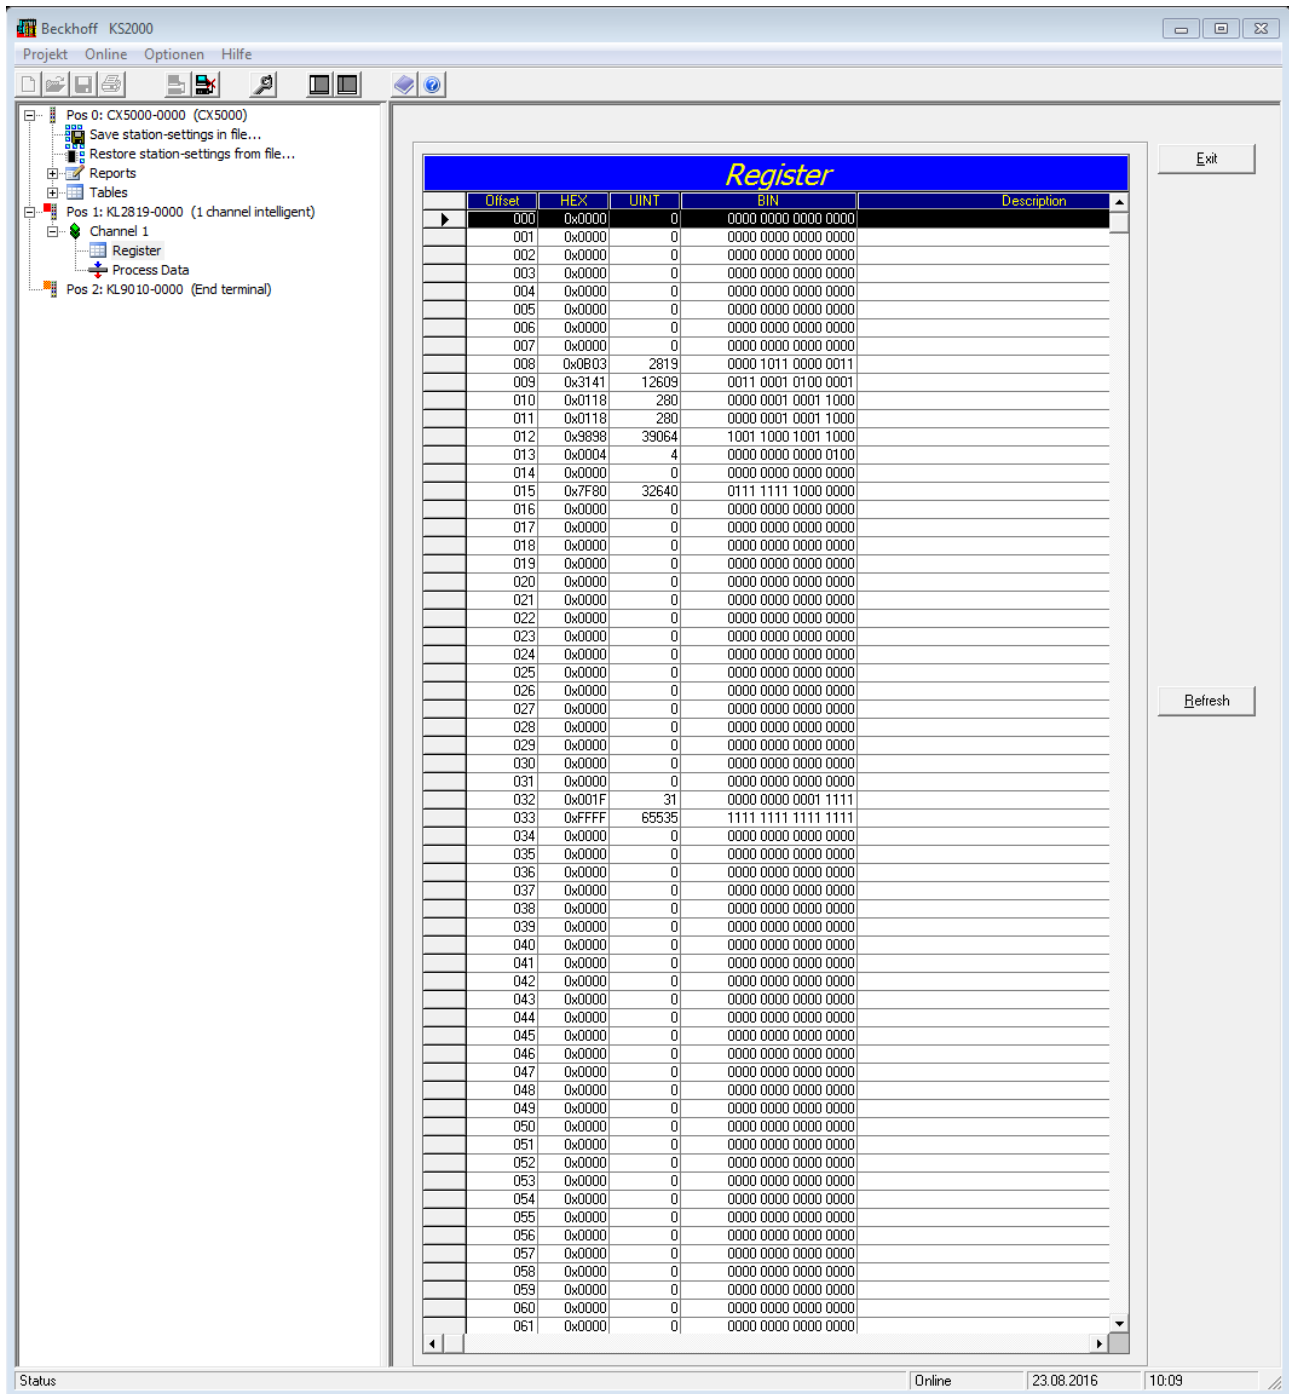 Beckhoff KS2000
Projekt Online Optionen Hilfe
Pos 0: CX5000-0000 (CX5000)
Save station-settings in file...
Restore station-settings from file...
Reports
Tables
Pos 1: KL2819-0000 (1 channel intelligent)
Channel 1
Register
Process Data
Pos 2: KL9010-0000 (End terminal)
Register
Offset HEX UINT BIN Description
000 0x0000 0 0000 0000 0000 0000
001 0x0000 0 0000 0000 0000 0000
002 0x0000 0 0000 0000 0000 0000
003 0x0000 0 0000 0000 0000 0000
004 0x0000 0 0000 0000 0000 0000
005 0x0000 0 0000 0000 0000 0000
006 0x0000 0 0000 0000 0000 0000
007 0x0000 0 0000 0000 0000 0000
008 0x0B03 2819 0000 1011 0000 0011
009 0x3141 12609 0011 0001 0100 0001
010 0x0118 280 0000 0001 0001 1000
011 0x0118 280 0000 0001 0001 1000
012 0x9898 39064 1001 1000 1001 1000
013 0x0004 4 0000 0000 0000 0100
014 0x0000 0 0000 0000 0000 0000
015 0x7F80 32640 0111 1111 1000 0000
016 0x0000 0 0000 0000 0000 0000
017 0x0000 0 0000 0000 0000 0000
018 0x0000 0 0000 0000 0000 0000
019 0x0000 0 0000 0000 0000 0000
020 0x0000 0 0000 0000 0000 0000
021 0x0000 0 0000 0000 0000 0000
022 0x0000 0 0000 0000 0000 0000
023 0x0000 0 0000 0000 0000 0000
024 0x0000 0 0000 0000 0000 0000
025 0x0000 0 0000 0000 0000 0000
026 0x0000 0 0000 0000 0000 0000
027 0x0000 0 0000 0000 0000 0000
028 0x0000 0 0000 0000 0000 0000
029 0x0000 0 0000 0000 0000 0000
030 0x0000 0 0000 0000 0000 0000
031 0x0000 0 0000 0000 0000 0000
032 0x001F 31 0000 0000 0001 1111
033 0xFFFF 65535 1111 1111 1111 1111
034 0x0000 0 0000 0000 0000 0000
035 0x0000 0 0000 0000 0000 0000
036 0x0000 0 0000 0000 0000 0000
037 0x0000 0 0000 0000 0000 0000
038 0x0000 0 0000 0000 0000 0000
039 0x0000 0 0000 0000 0000 0000
040 0x0000 0 0000 0000 0000 0000
041 0x0000 0 0000 0000 0000 0000
042 0x0000 0 0000 0000 0000 0000
043 0x0000 0 0000 0000 0000 0000
044 0x0000 0 0000 0000 0000 0000
045 0x0000 0 0000 0000 0000 0000
046 0x0000 0 0000 0000 0000 0000
047 0x0000 0 0000 0000 0000 0000
048 0x0000 0 0000 0000 0000 0000
049 0x0000 0 0000 0000 0000 0000
050 0x0000 0 0000 0000 0000 0000
051 0x0000 0 0000 0000 0000 0000
052 0x0000 0 0000 0000 0000 0000
053 0x0000 0 0000 0000 0000 0000
054 0x0000 0 0000 0000 0000 0000
055 0x0000 0 0000 0000 0000 0000
056 0x0000 0 0000 0000 0000 0000
057 0x0000 0 0000 0000 0000 0000
058 0x0000 0 0000 0000 0000 0000
059 0x0000 0 0000 0000 0000 0000
060 0x0000 0 0000 0000 0000 0000
061 0x0000 0 0000 0000 0000 0000
Exit
Refresh
Status Online 23.08.2016 10:09